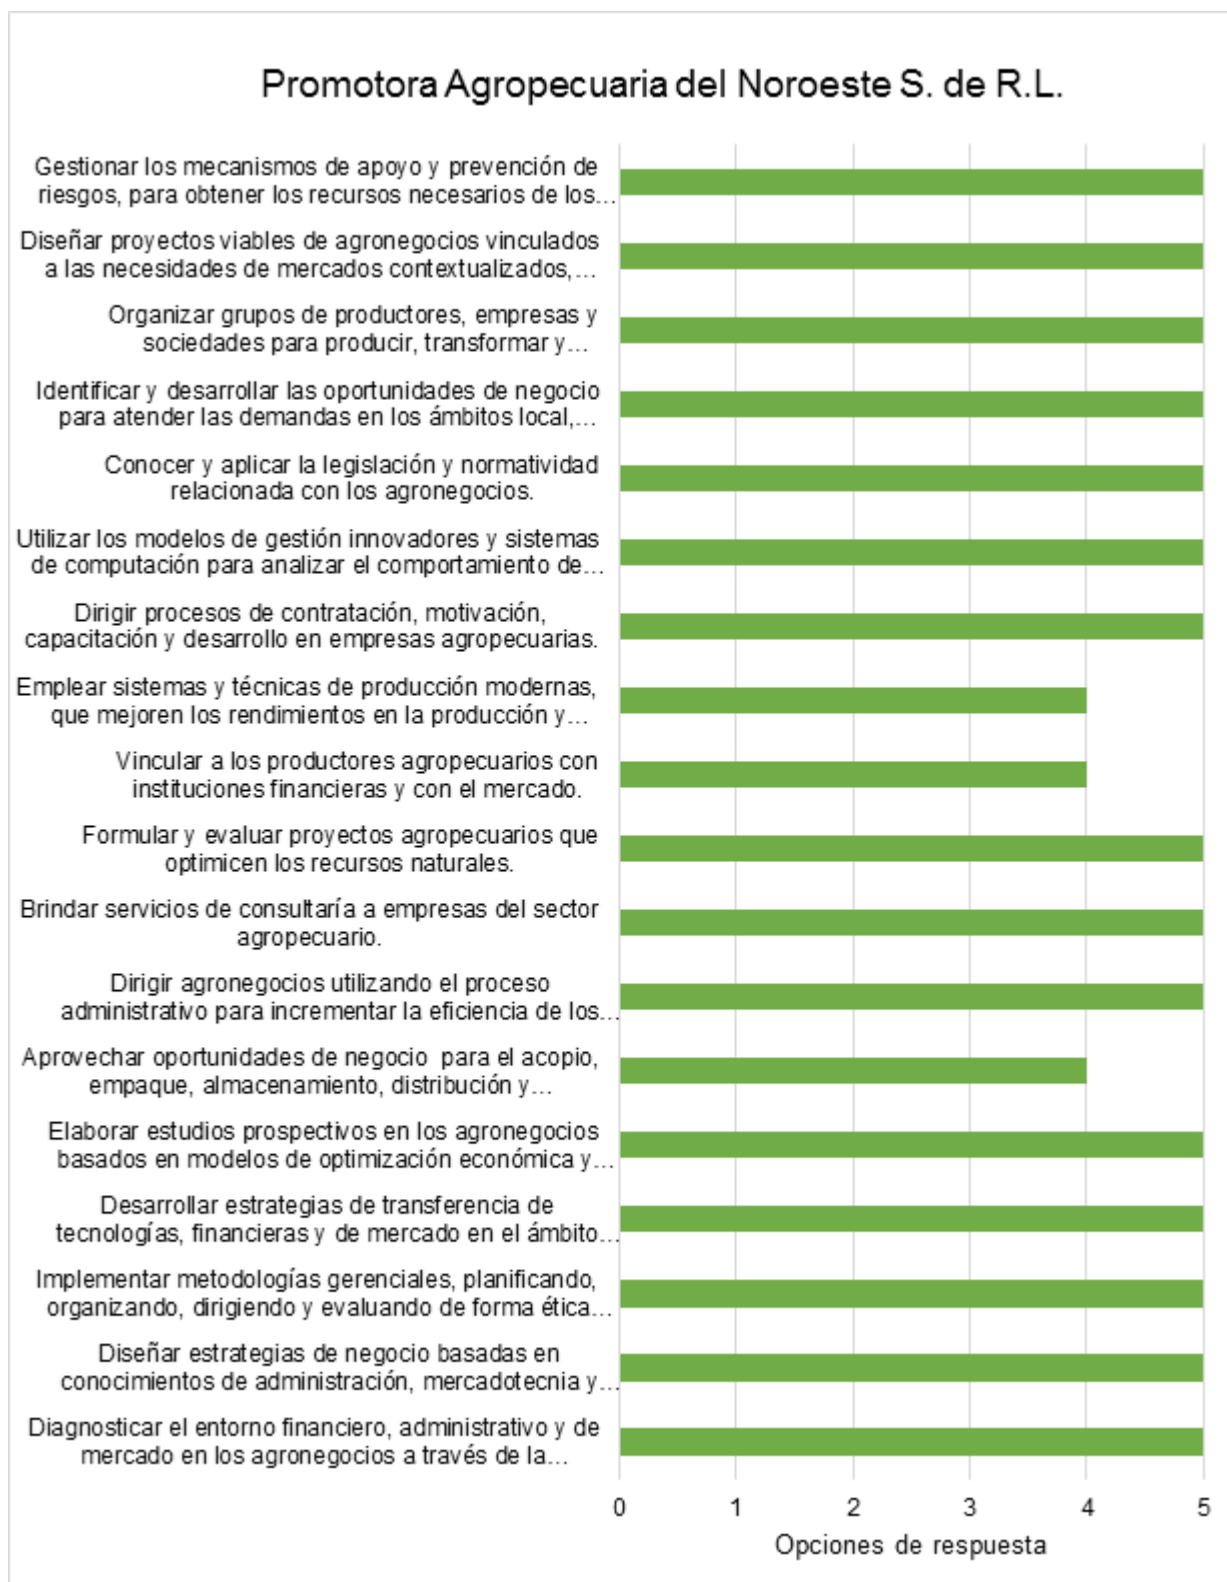 Promotora Agropecuaria del Noroeste S. de R.L.
Gestionar los mecanismos de apoyo y prevención de
riesgos, para obtener los recursos necesarios de los...
Diseñar proyectos viables de agronegocios vinculados
a las necesidades de mercados contextualizados,...
Organizar grupos de productores, empresas y
sociedades para producir, transformar y...
Identificar y desarrollar las oportunidades de negocio
para atender las demandas en los ámbitos local,...
Conocer y aplicar la legislación y normatividad
relacionada con los agronegocios.
Utilizar los modelos de gestión innovadores y sistemas
de computación para analizar el comportamiento de...
Dirigir procesos de contratación, motivación,
capacitación y desarrollo en empresas agropecuarias.
Emplear sistemas y técnicas de producción modernas,
que mejoren los rendimientos en la producción y...
Vincular a los productores agropecuarios con
instituciones financieras y con el mercado.
Formular y evaluar proyectos agropecuarios que
optimicen los recursos naturales.
Brindar servicios de consultaría a empresas del sector
agropecuario.
Dirigir agronegocios utilizando el proceso
administrativo para incrementar la eficiencia de los...
Aprovechar oportunidades de negocio para el acopio,
empaque, almacenamiento, distribución y...
Elaborar estudios prospectivos en los agronegocios
basados en modelos de optimización económica y...
Desarrollar estrategias de transferencia de
tecnologías, financieras y de mercado en el ámbito...
Implementar metodologías gerenciales, planificando,
organizando, dirigiendo y evaluando de forma ética...
Diseñar estrategias de negocio basadas en
conocimientos de administración, mercadotecnia y...
Diagnosticar el entorno financiero, administrativo y de
mercado en los agronegocios a través de la...
0 1 2 3 4 5
Opciones de respuesta